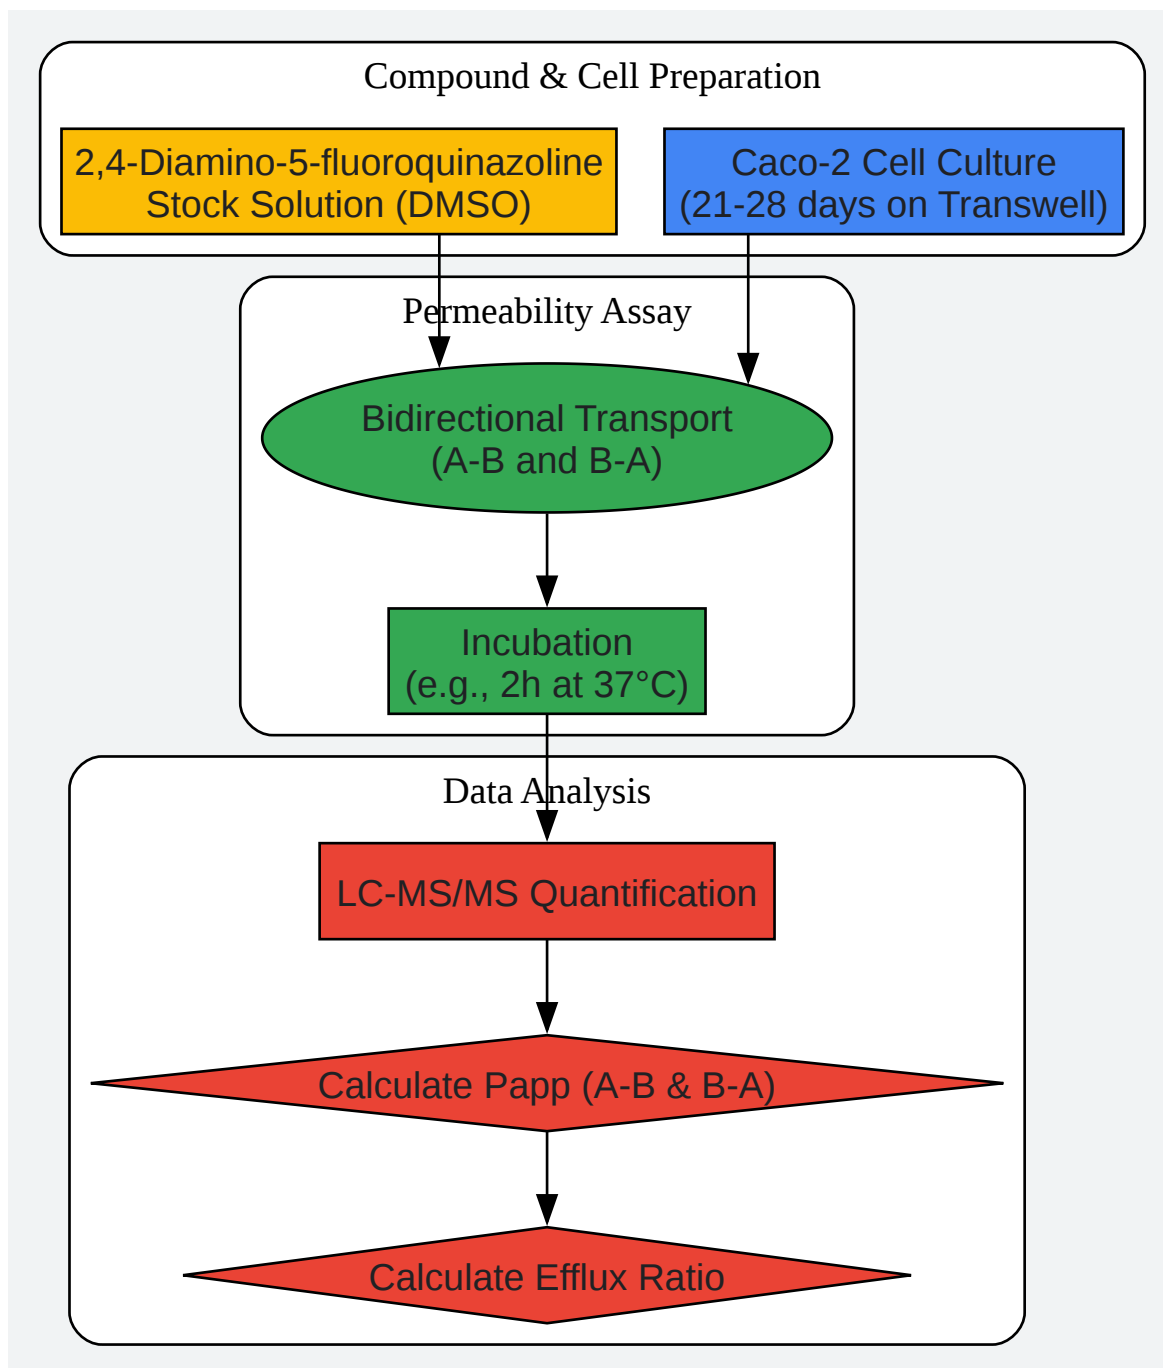 Compound & Cell Preparation
2,4-Diamino-5-fluoroquinazoline
Stock Solution (DMSO)
Caco-2 Cell Culture
(21-28 days on Transwell)
Permeability Assay
Bidirectional Transport
(A-B and B-A)
Incubation
(e.g., 2h at 37°C)
Data Analysis
LC-MS/MS Quantification
Calculate Papp (A-B & B-A)
Calculate Efflux Ratio